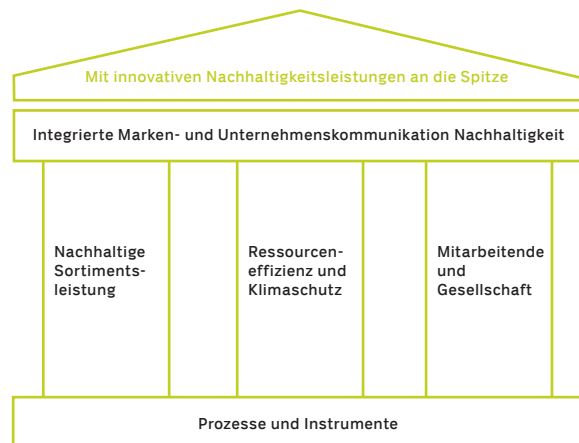 Mit innovativen Nachhaltigkeitsleistungen an die Spitze
Integrierte Marken- und Unternehmenskommunikation Nachhaltigkeit
Nachhaltige
Sortiments-
leistung
Ressourcen-
effizienz und
Klimaschutz
Mitarbeitende
und
Gesellschaft
Prozesse und Instrumente